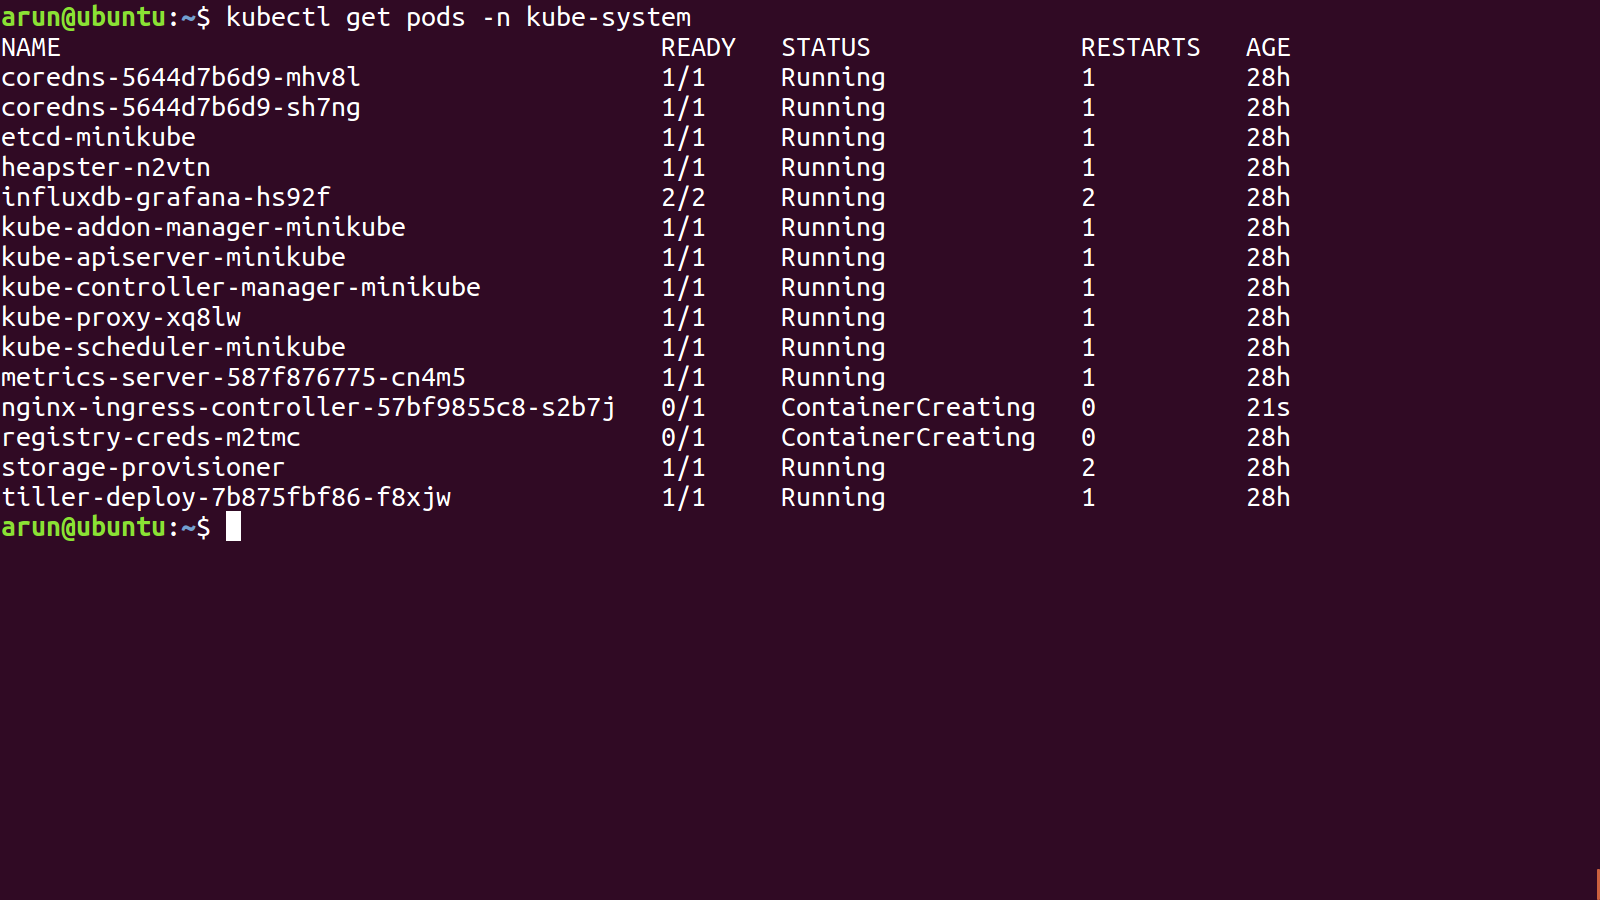 arun@ubuntu:~$ kubectl get pods -n kube-system
NAME                                        READY   STATUS              RESTARTS   AGE
coredns-5644d7b6d9-mhv8l                    1/1     Running             1          28h
coredns-5644d7b6d9-sh7ng                    1/1     Running             1          28h
etcd-minikube                               1/1     Running             1          28h
heapster-n2vtn                              1/1     Running             1          28h
influxdb-grafana-hs92f                      2/2     Running             2          28h
kube-addon-manager-minikube                 1/1     Running             1          28h
kube-apiserver-minikube                     1/1     Running             1          28h
kube-controller-manager-minikube            1/1     Running             1          28h
kube-proxy-xq8lw                            1/1     Running             1          28h
kube-scheduler-minikube                     1/1     Running             1          28h
metrics-server-587f876775-cn4m5             1/1     Running             1          28h
nginx-ingress-controller-57bf9855c8-s2b7j   0/1     ContainerCreating   0          21s
registry-creds-m2tmc                        0/1     ContainerCreating   0          28h
storage-provisioner                         1/1     Running             2          28h
tiller-deploy-7b875fbf86-f8xjw              1/1     Running             1          28h
arun@ubuntu:~$